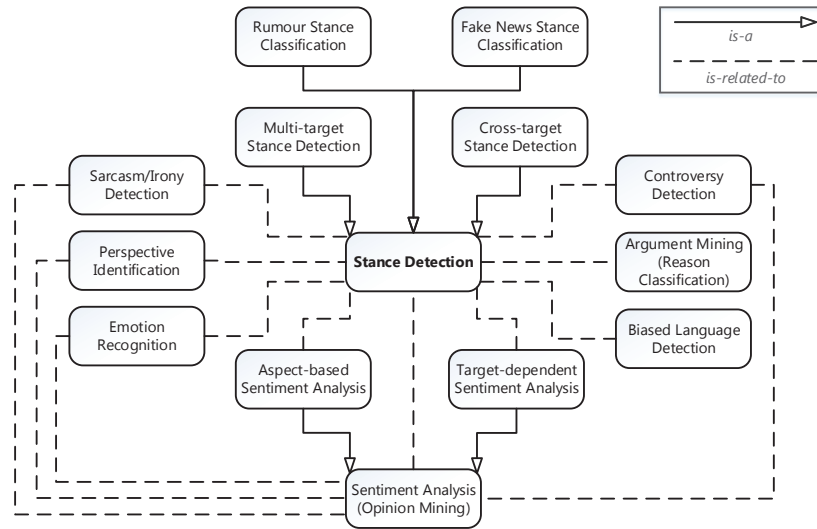 Rumour Stance
Classification
Fake News Stance
Classification
is-a
is-related-to
Multi-target
Stance Detection
Cross-target
Stance Detection
Sarcasm/Irony
Detection
Controversy
Detection
Perspective
Identification
Stance Detection
Argument Mining
(Reason
Classification)
Emotion
Recognition
Biased Language
Detection
Aspect-based
Sentiment Analysis
Target-dependent
Sentiment Analysis
Sentiment Analysis
(Opinion Mining)